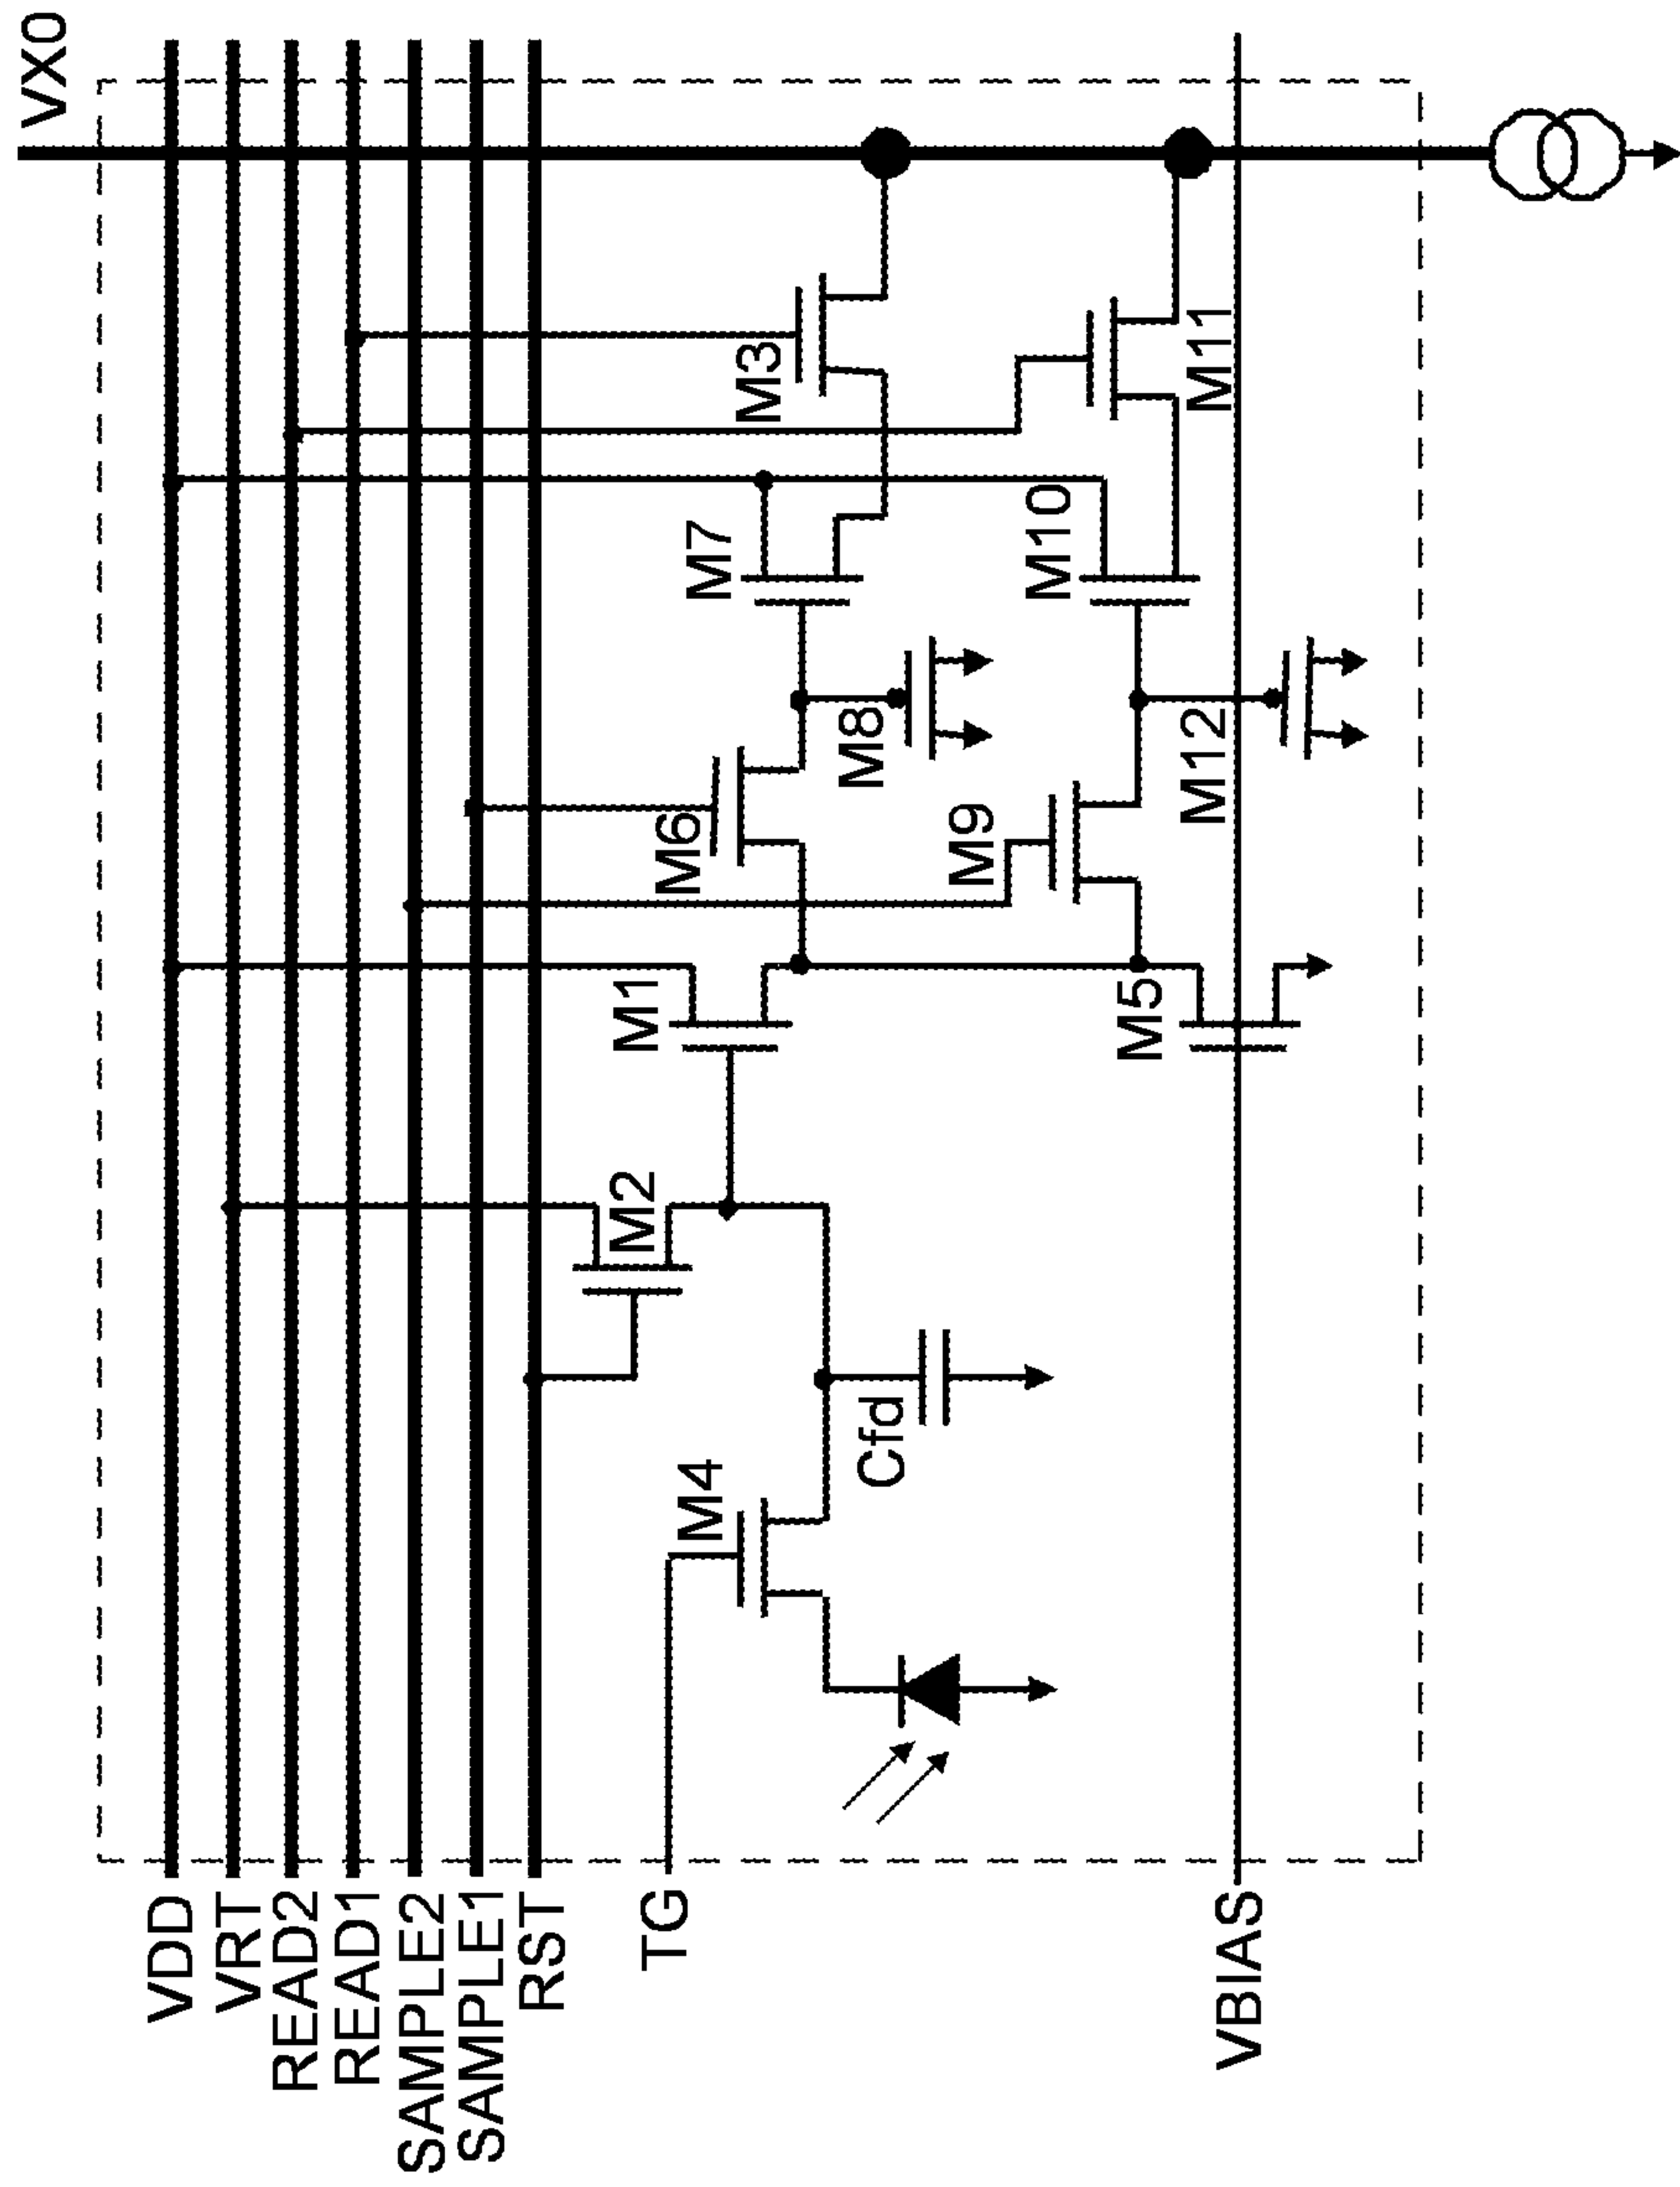 VX0
VDD
VRT
READ2
READ1
SAMPLE2
SAMPLE1
RST
TG
VBIAS
M4
Cfd
M2
M1
M5
M6
M9
M8
M12
M7
M10
M3
M11